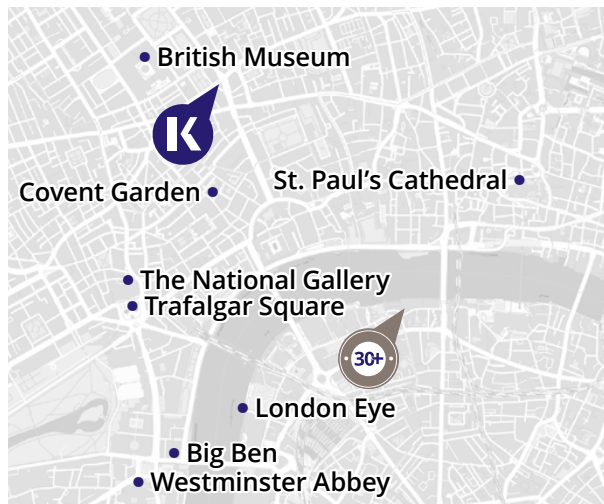 British Museum
K
Covent Garden
St. Paul's Cathedral
The National Gallery
Trafalgar Square
30+
London Eye
Big Ben
Westminster Abbey